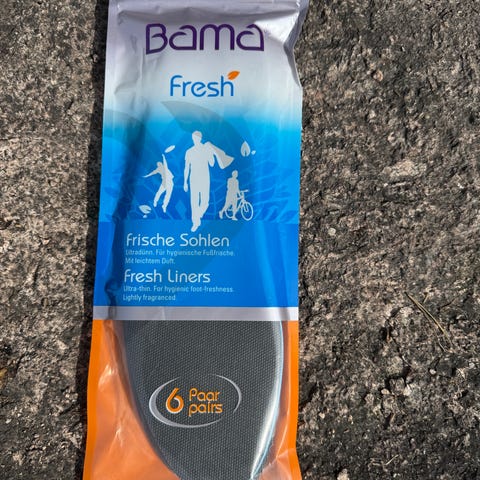 Bama
Fresh
Frische Sohlen
Ultradünn. Für hygienische Fußfrische.
Mit leichtem Duft.
Fresh Liners
Ultra-thin. For hygienic foot-freshness.
Lightly fragranced.
6 Paar
pairs